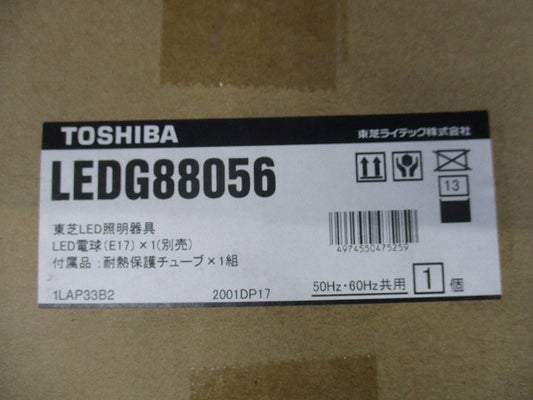 TOSHIBA 東芝ライテック株式会社
LEDG88056
13
東芝LED照明器具
LED電球(E17)×1(別売)
付属品:耐熱保護チューブ×1組
4974550475259
1LAP33B2 2001DP17 50Hz・60Hz共用 1 個